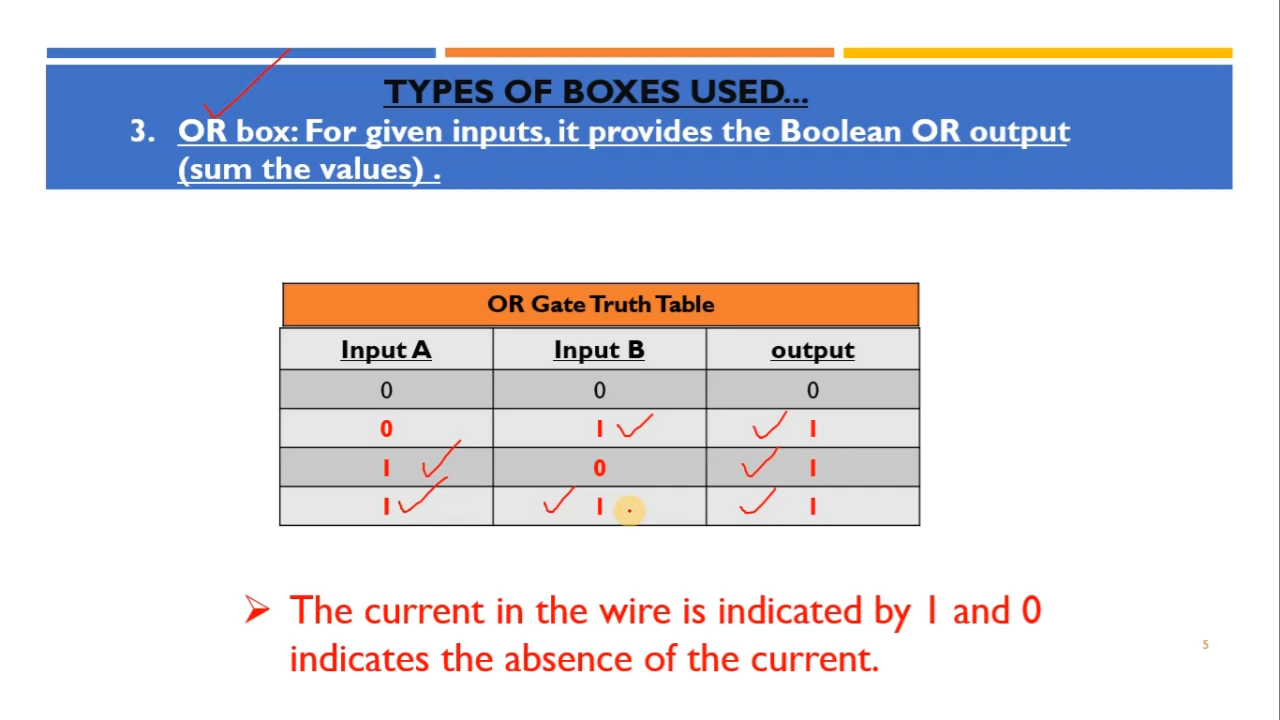 TYPES OF BOXES USED...
3. OR box: For given inputs, it provides the Boolean OR output
(sum the values) .
OR Gate Truth Table
Input A Input B output
0 0 0
0 1 1
1 0 1
1 1 1
➢ The current in the wire is indicated by 1 and 0
indicates the absence of the current.
5